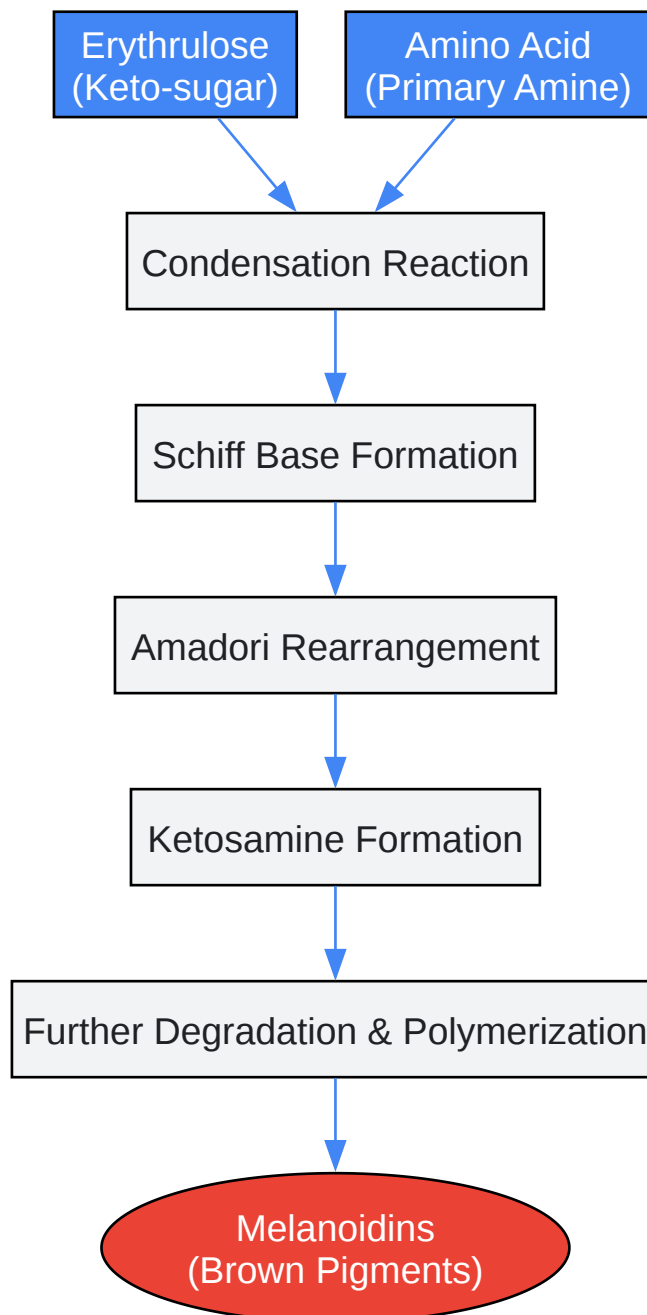 Erythrulose
(Keto-sugar)
Amino Acid
(Primary Amine)
Condensation Reaction
Schiff Base Formation
Amadori Rearrangement
Ketosamine Formation
Further Degradation & Polymerization
Melanoidins
(Brown Pigments)